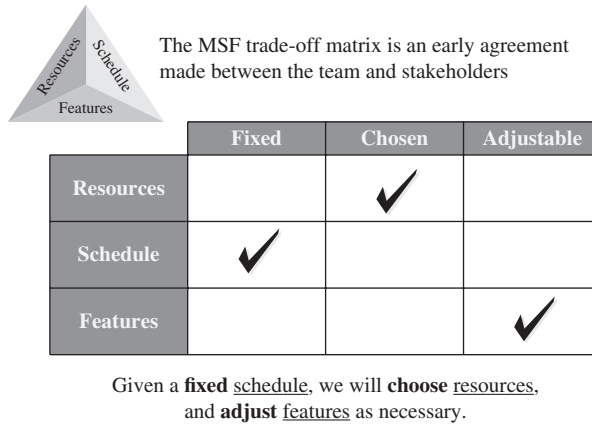 Resources
Schedule
Features
The MSF trade-off matrix is an early agreement
made between the team and stakeholders
Fixed Chosen Adjustable
Resources
Schedule
Features
Given a fixed schedule, we will choose resources,
and adjust features as necessary.